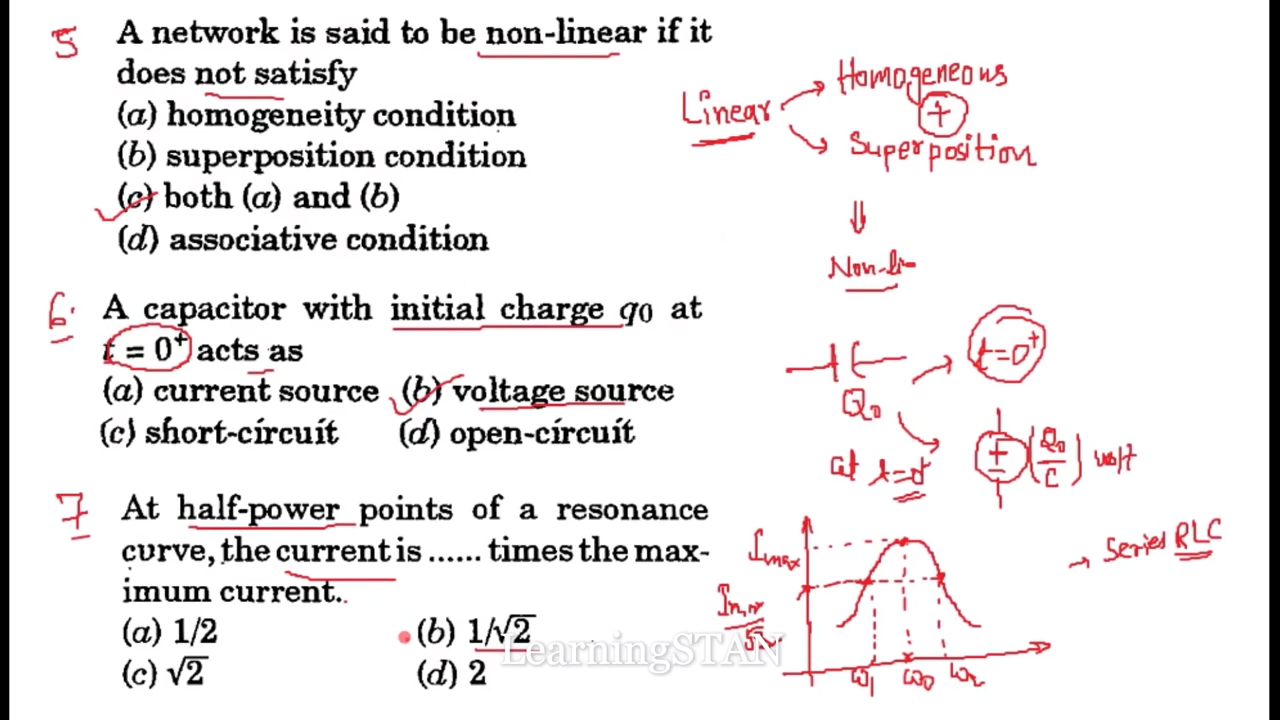 5 A network is said to be non-linear if it
does not satisfy
(a) homogeneity condition
(b) superposition condition
(c) both (a) and (b)
(d) associative condition
Linear
Homogeneous
+
Superposition
⇓
Non-li
6. A capacitor with initial charge q0 at
t = 0⁺ acts as
(a) current source (b) voltage source
(c) short-circuit (d) open-circuit
t=0⁺
Q₀
at t=0⁺
+
−
(Q₀/C) volt
7 At half-power points of a resonance
curve, the current is ...... times the max-
imum current..
(a) 1/2 (b) 1/√2
(c) √2 (d) 2
Imax
→ Series RLC
ω₁ ω₀ ω₂
LearningSTAN